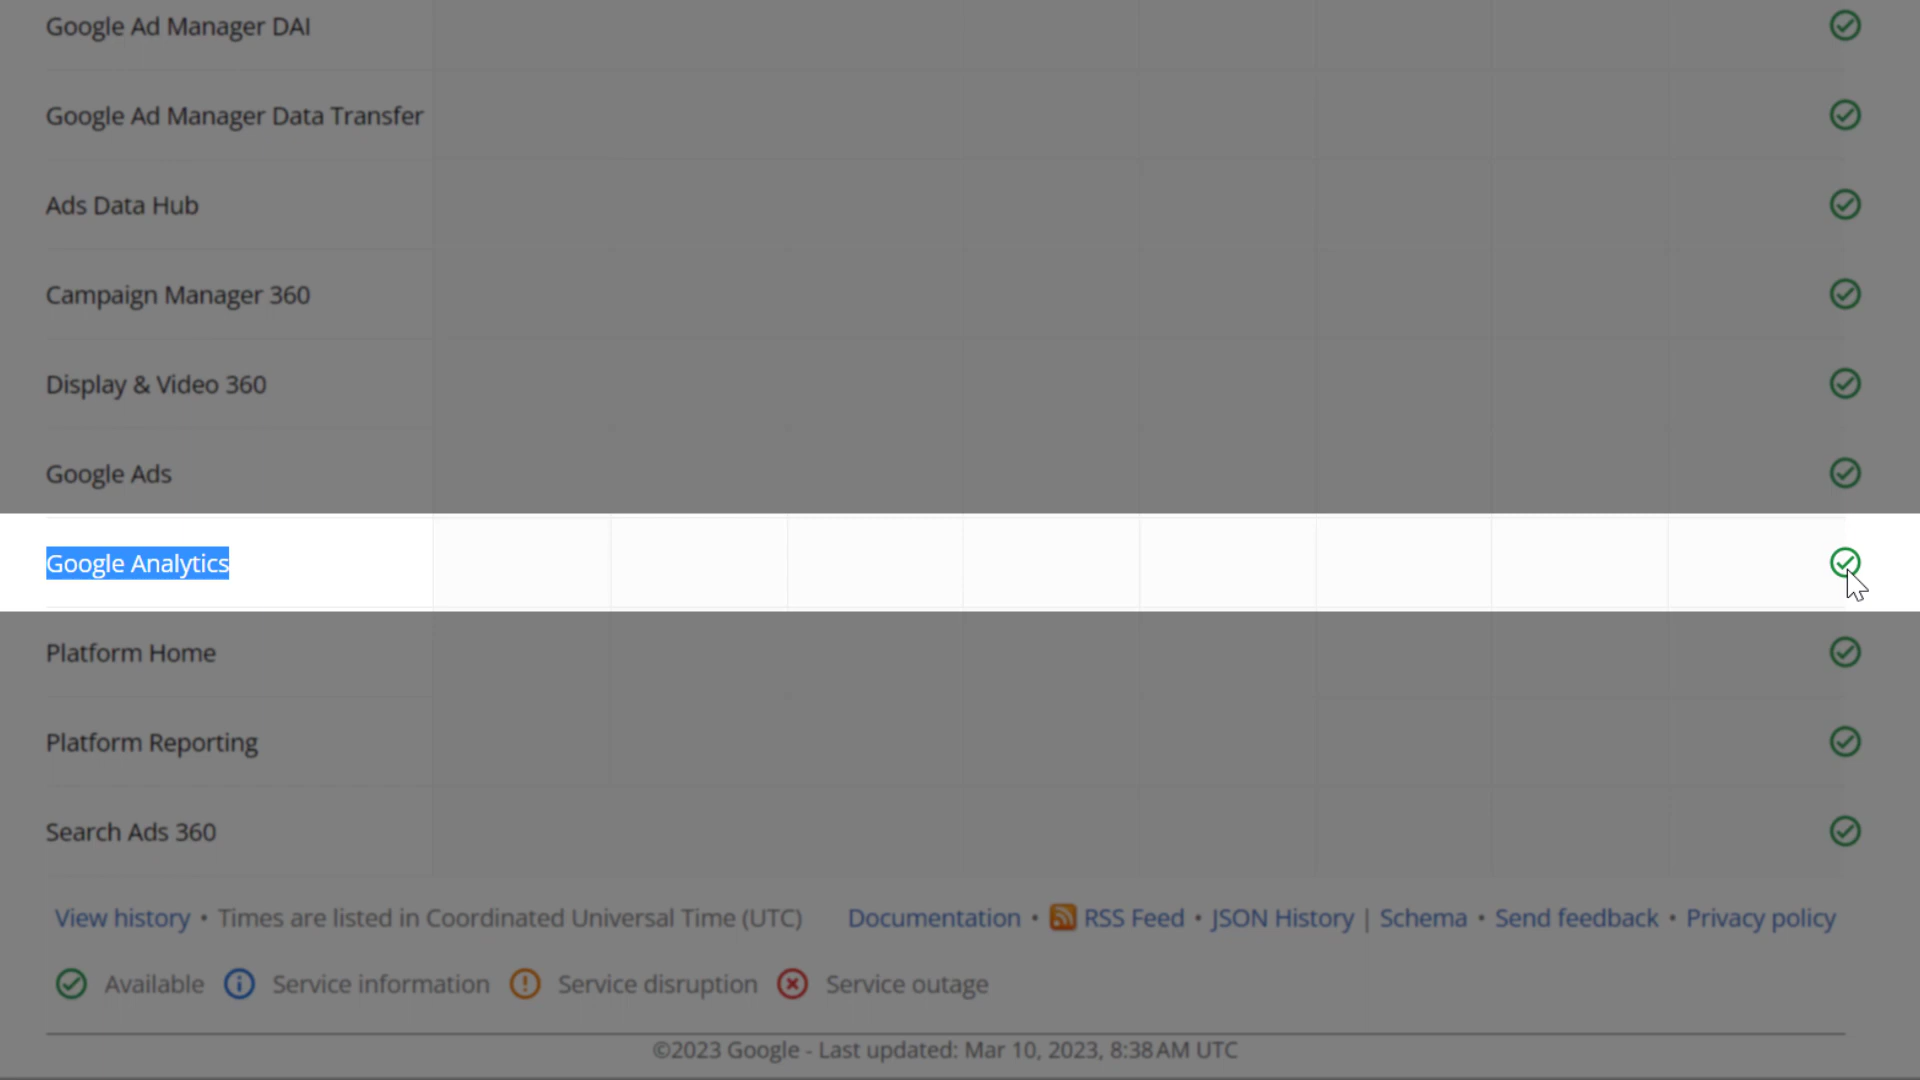 Google Ad Manager DAI
Google Ad Manager Data Transfer
Ads Data Hub
Campaign Manager 360
Display & Video 360
Google Ads
Google Analytics
Platform Home
Platform Reporting
Search Ads 360
View history • Times are listed in Coordinated Universal Time (UTC) Documentation • RSS Feed • JSON History | Schema • Send feedback • Privacy policy
Available Service information Service disruption Service outage
©2023 Google - Last updated: Mar 10, 2023, 8:38 AM UTC